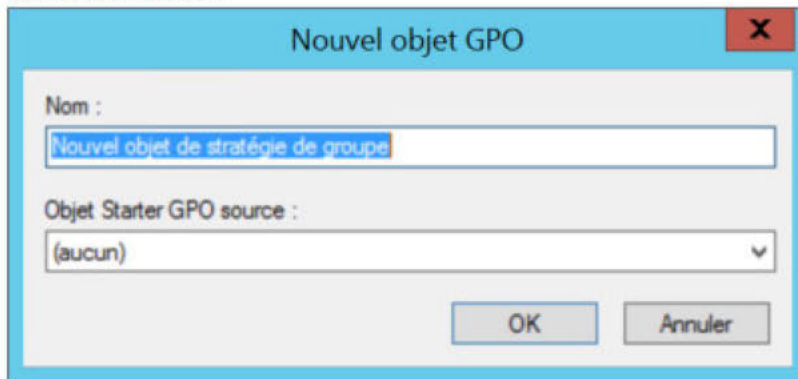 Nouvel objet GPO
X
Nom :
Nouvel objet de stratégie de groupe
Objet Starter GPO source :
(aucun)
OK Annuler